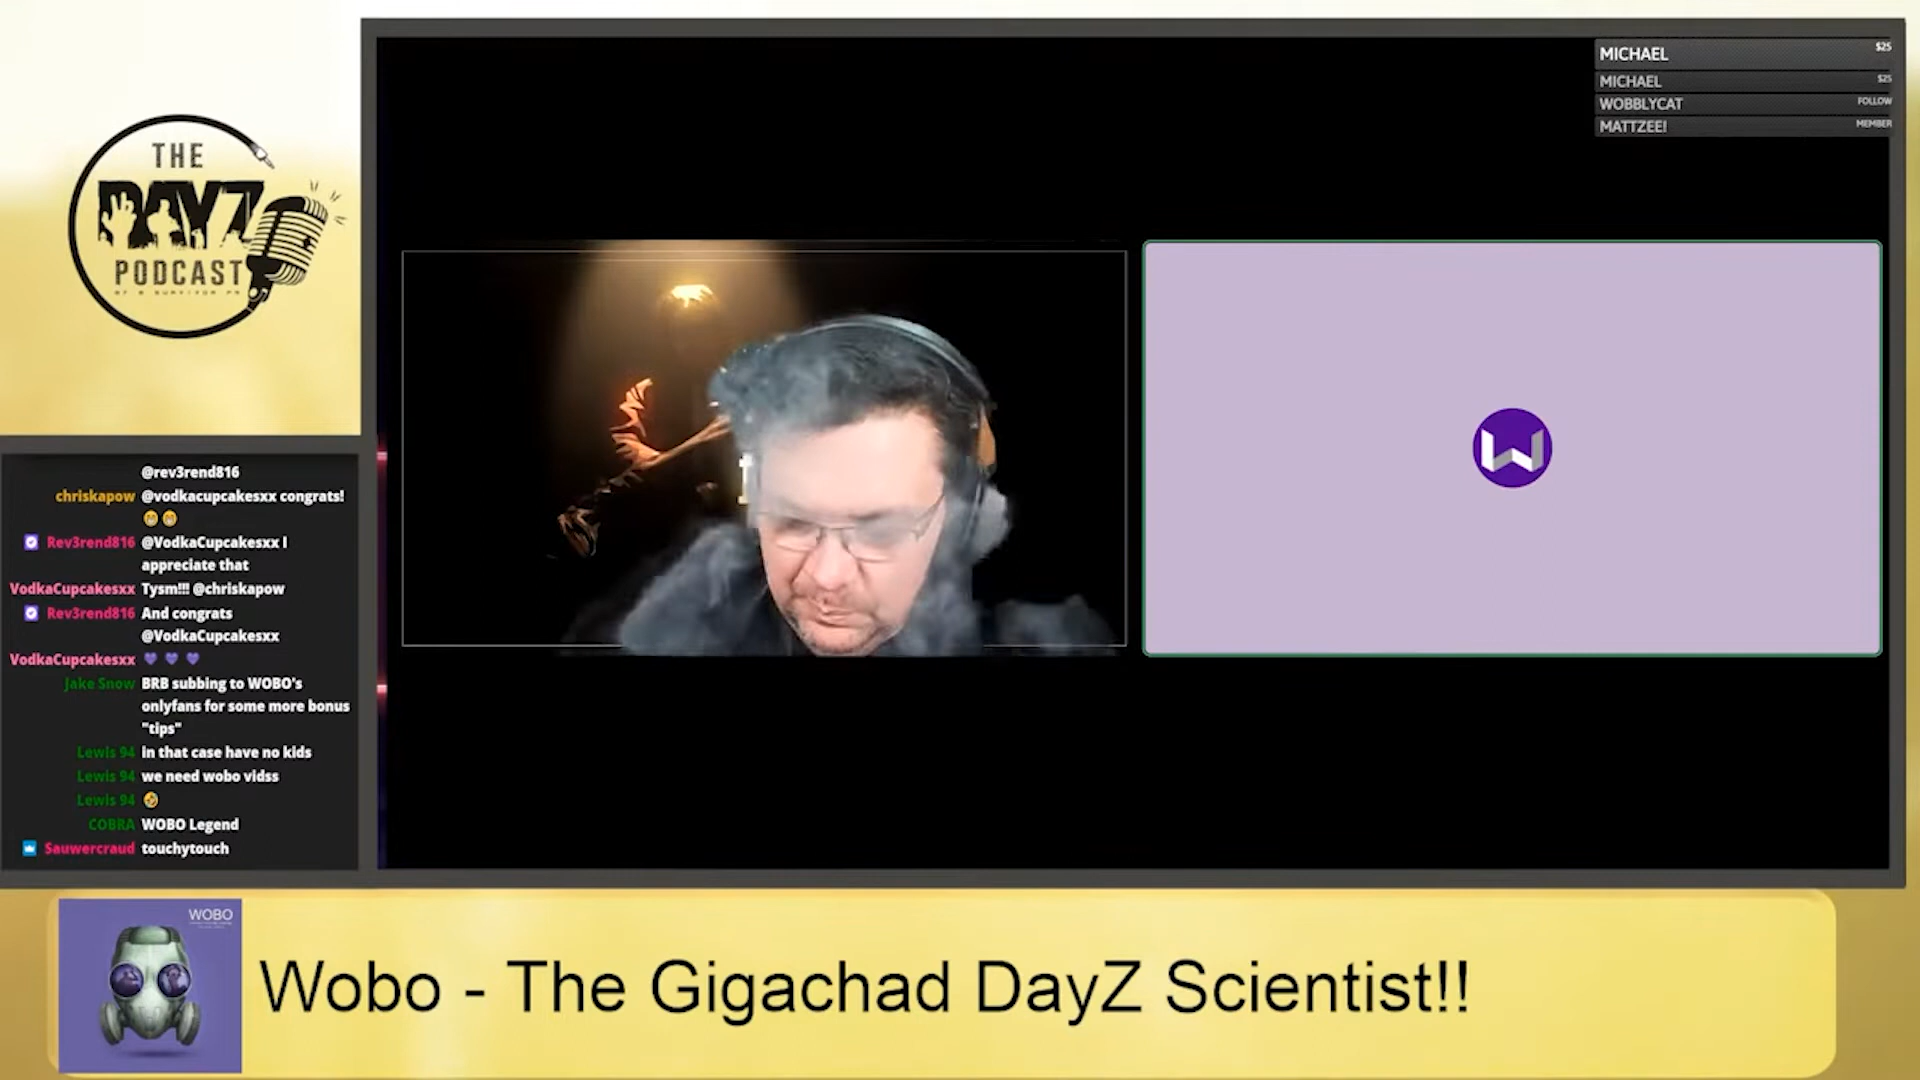 THE
DAYZ
PODCAST
MICHAEL $25
MICHAEL $25
WOBBLYCAT FOLLOW
MATTZEE! MEMBER
@rev3rend816
chriskapow @vodkacupcakesxx congrats!
😁 😁
Rev3rend816 @VodkaCupcakesxx I
appreciate that
VodkaCupcakesxx Tysm!!! @chriskapow
Rev3rend816 And congrats
@VodkaCupcakesxx
VodkaCupcakesxx 💜 💜 💜
Jake Snow BRB subbing to WOBO's
onlyfans for some more bonus
"tips"
Lewis 94 in that case have no kids
Lewis 94 we need wobo vidss
Lewis 94 🤣
COBRA WOBO Legend
Sauwercraud touchytouch
W
WOBO
Wobo - The Gigachad DayZ Scientist!!